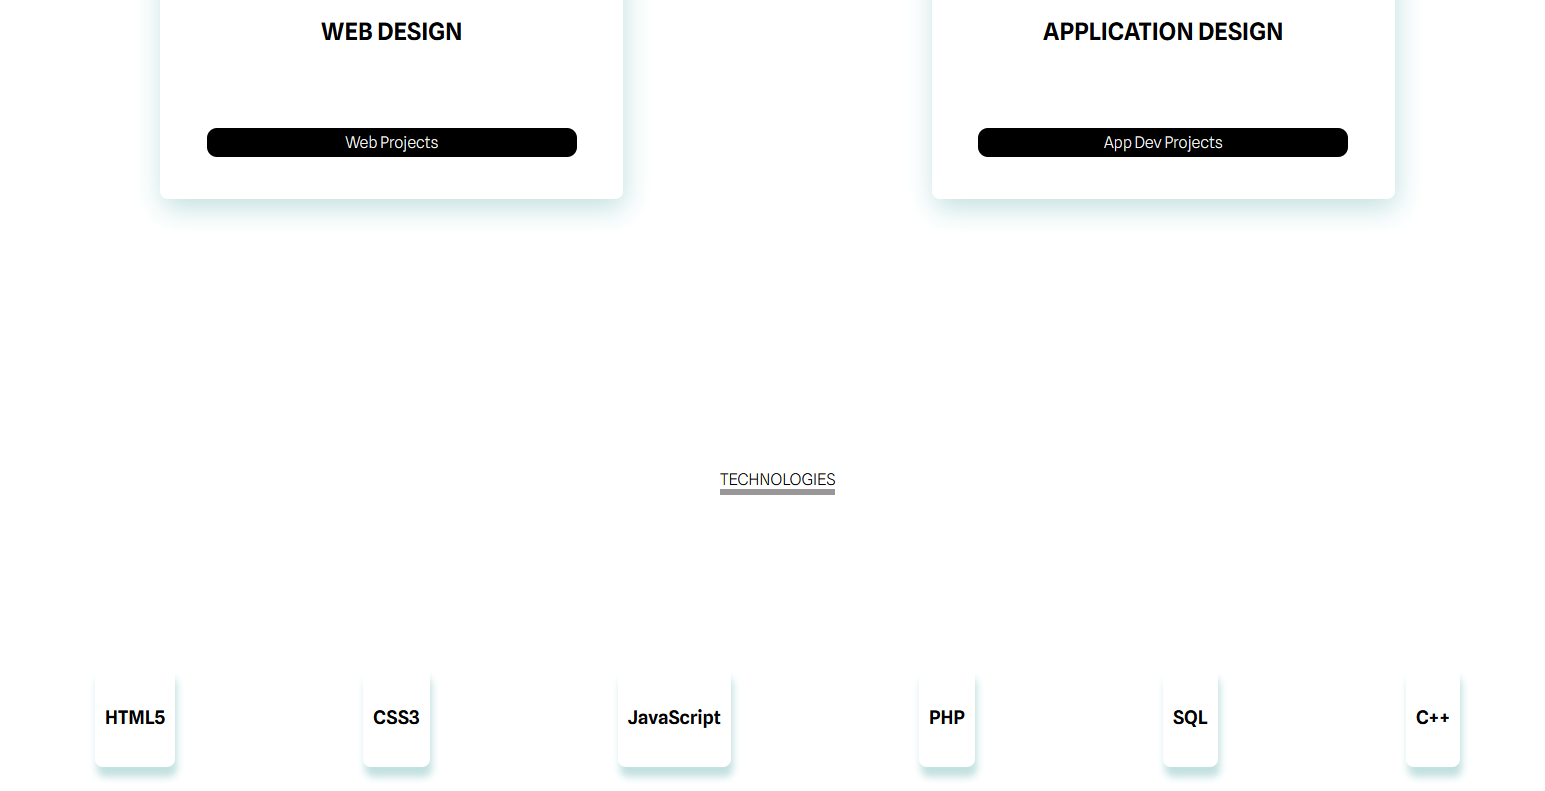 WEB DESIGN
APPLICATION DESIGN
Web Projects
App Dev Projects
TECHNOLOGIES
HTML5
CSS3
JavaScript
PHP
SQL
C++